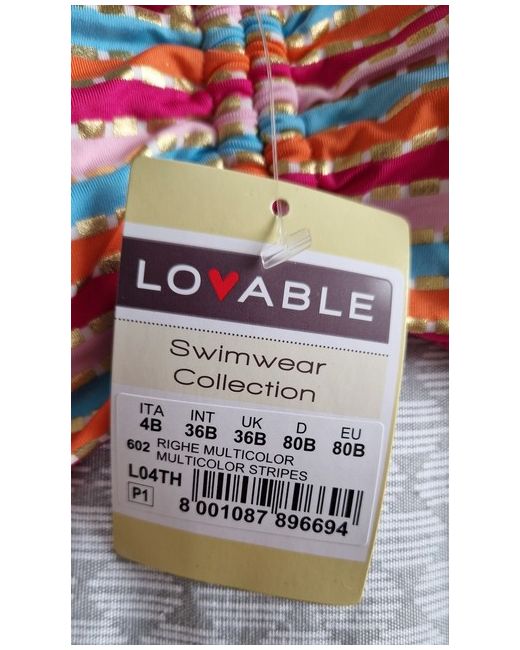 LOVABLE
Swimwear
Collection
ITA INT UK D EU
4B 36B 36B 80B 80B
602 RIGHE MULTICOLOR
MULTICOLOR STRIPES
L04TH
P1
8 001087 896694